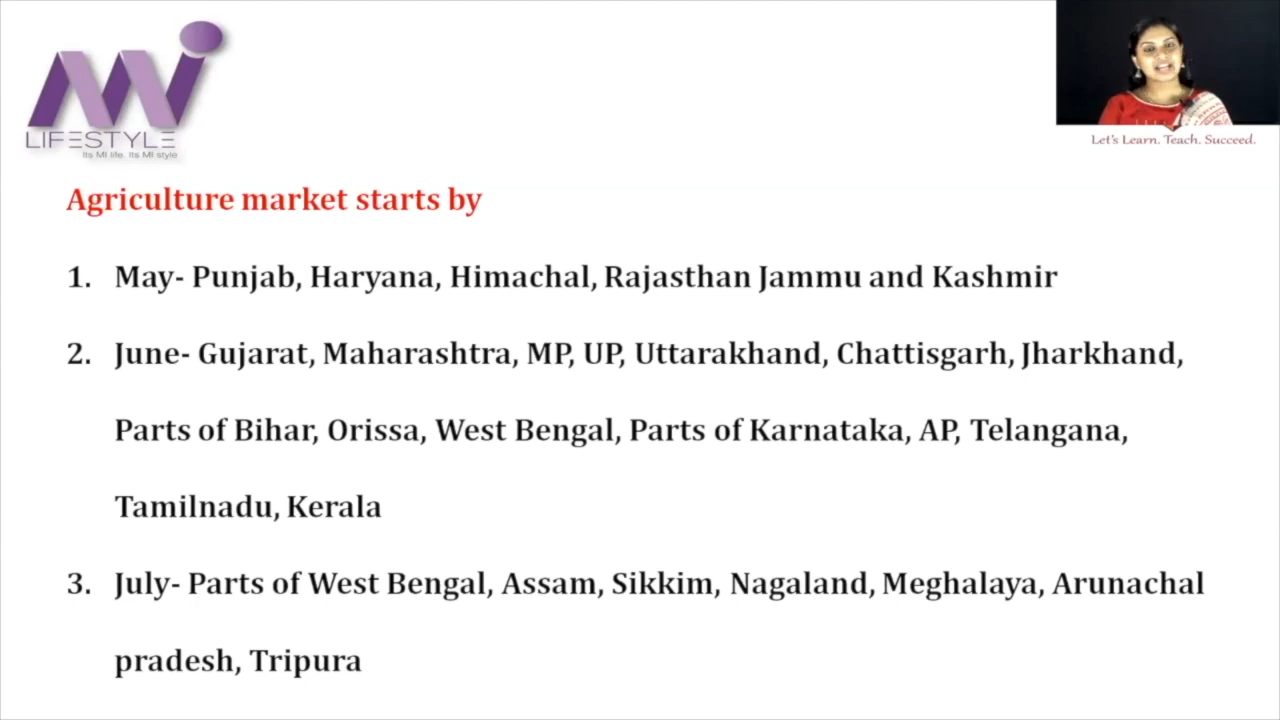 Mi
LIFESTYLE
Its MI life. Its MI style
Let's Learn. Teach. Succeed.
Agriculture market starts by
1. May- Punjab, Haryana, Himachal, Rajasthan Jammu and Kashmir
2. June- Gujarat, Maharashtra, MP, UP, Uttarakhand, Chattisgarh, Jharkhand,
Parts of Bihar, Orissa, West Bengal, Parts of Karnataka, AP, Telangana,
Tamilnadu, Kerala
3. July- Parts of West Bengal, Assam, Sikkim, Nagaland, Meghalaya, Arunachal
pradesh, Tripura